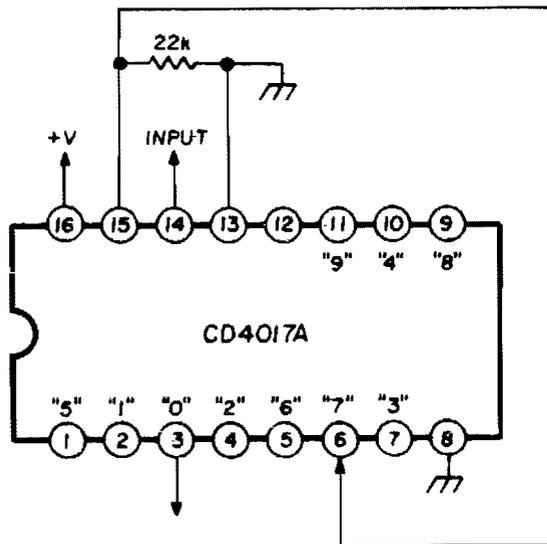 22k
+V INPUT
16 15 14 13 12 11 10 9
"9" "4" "8"
CD4017A
"5" "1" "0" "2" "6" "7" "3"
1 2 3 4 5 6 7 8